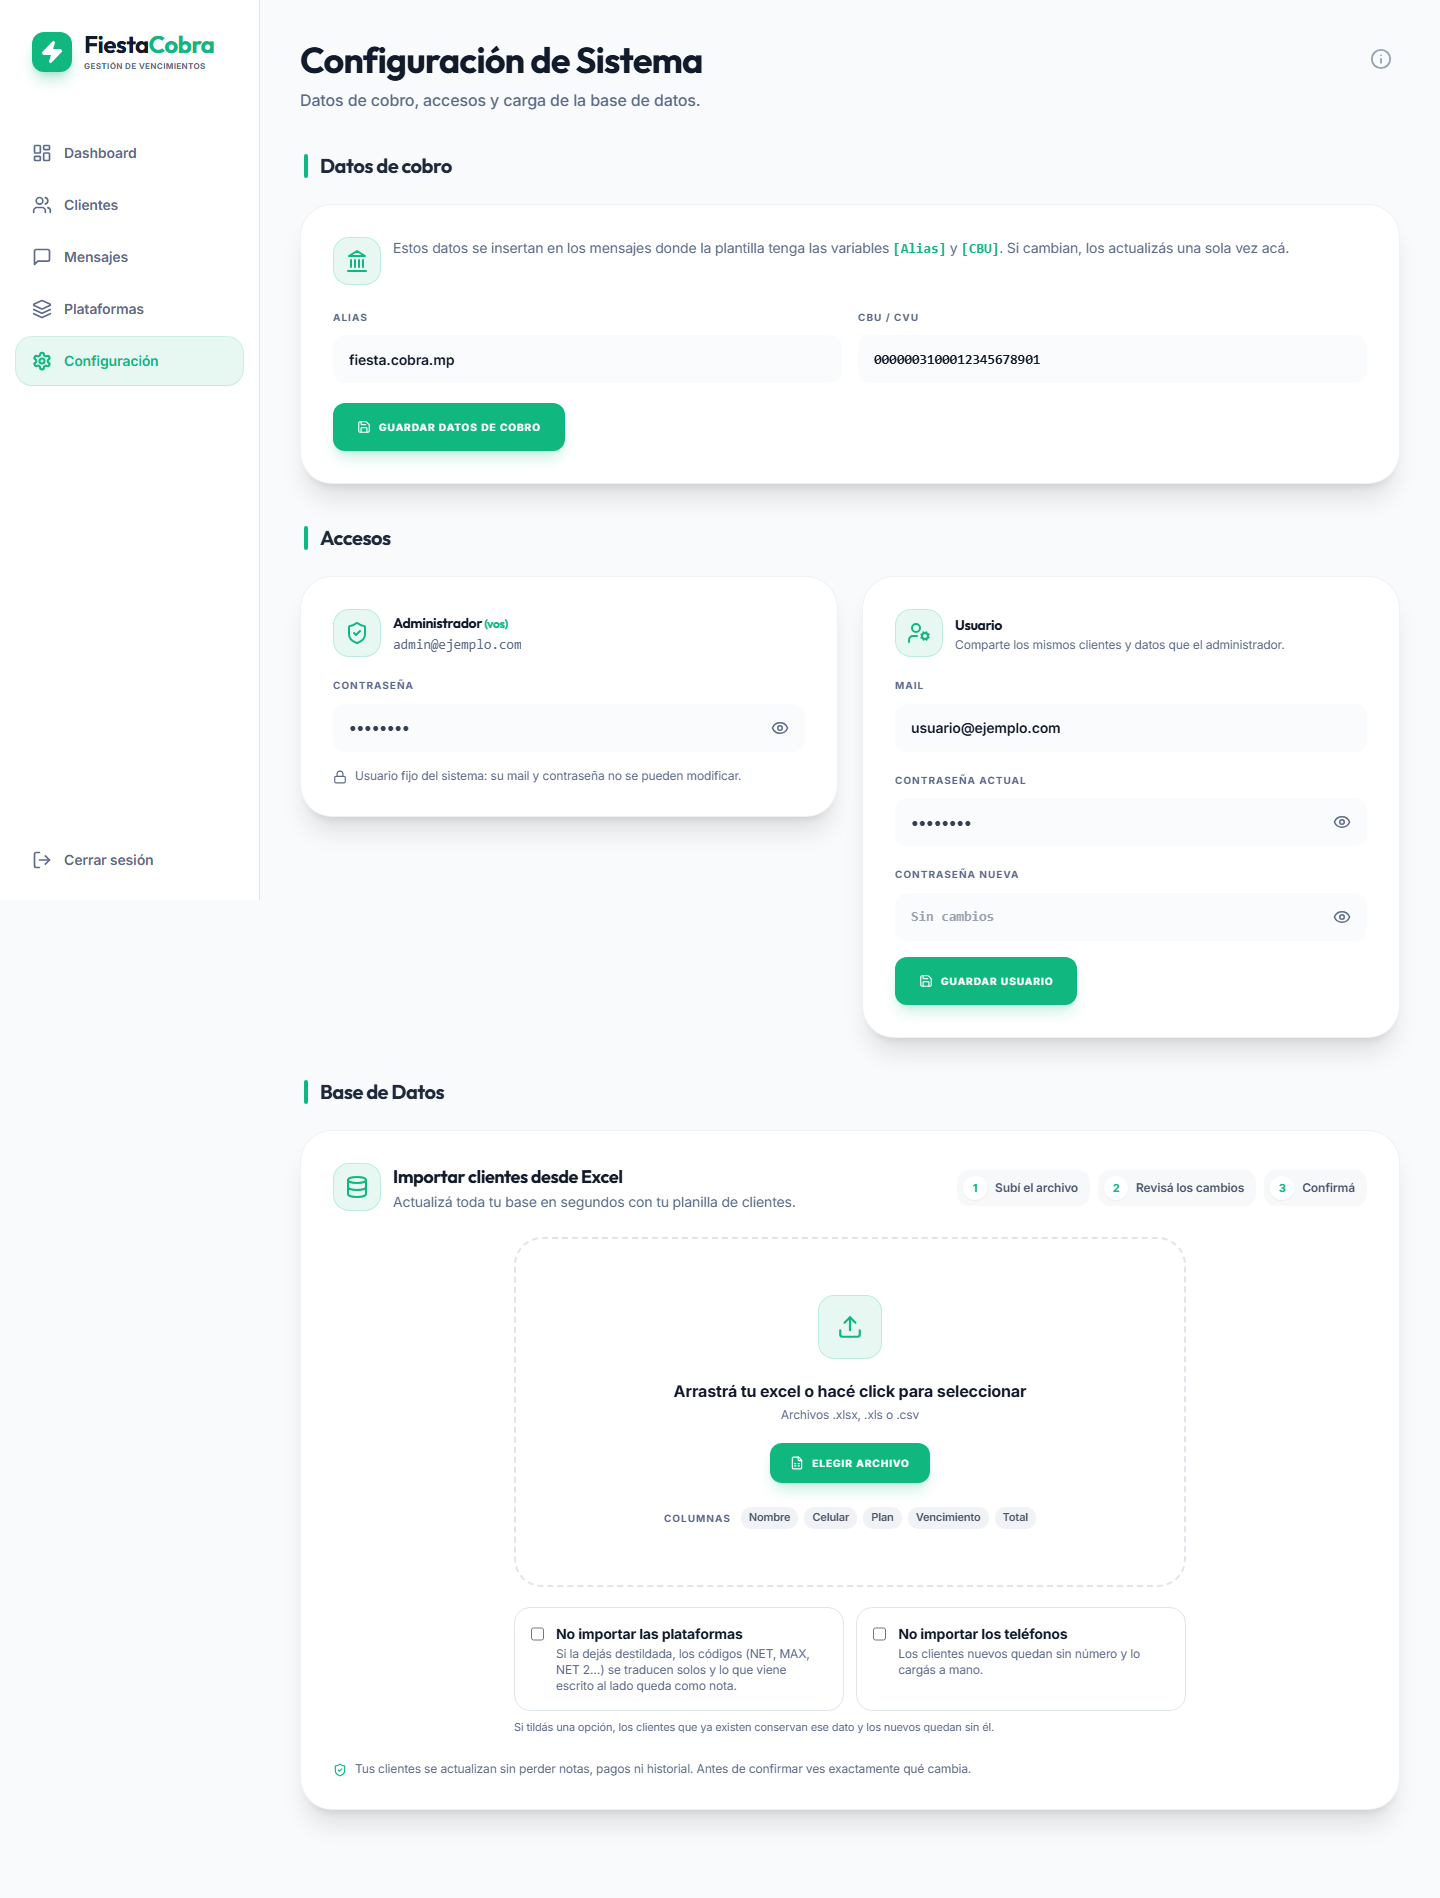 FiestaCobra
GESTIÓN DE VENCIMIENTOS
Dashboard
Clientes
Mensajes
Plataformas
Configuración
Cerrar sesión
Configuración de Sistema
Datos de cobro, accesos y carga de la base de datos.
Datos de cobro
Estos datos se insertan en los mensajes donde la plantilla tenga las variables [Alias] y [CBU]. Si cambian, los actualizás una sola vez acá.
ALIAS
fiesta.cobra.mp
CBU / CVU
0000003100012345678901
GUARDAR DATOS DE COBRO
Accesos
Administrador (vos)
admin@ejemplo.com
CONTRASEÑA
••••••••
Usuario fijo del sistema: su mail y contraseña no se pueden modificar.
Usuario
Comparte los mismos clientes y datos que el administrador.
MAIL
usuario@ejemplo.com
CONTRASEÑA ACTUAL
••••••••
CONTRASEÑA NUEVA
Sin cambios
GUARDAR USUARIO
Base de Datos
Importar clientes desde Excel
Actualizá toda tu base en segundos con tu planilla de clientes.
1 Subí el archivo
2 Revisá los cambios
3 Confirmá
Arrastrá tu excel o hacé click para seleccionar
Archivos .xlsx, .xls o .csv
ELEGIR ARCHIVO
COLUMNAS Nombre Celular Plan Vencimiento Total
No importar las plataformas
Si la dejás destildada, los códigos (NET, MAX,
NET 2...) se traducen solos y lo que viene
escrito al lado queda como nota.
No importar los teléfonos
Los clientes nuevos quedan sin número y lo
cargás a mano.
Si tildás una opción, los clientes que ya existen conservan ese dato y los nuevos quedan sin él.
Tus clientes se actualizan sin perder notas, pagos ni historial. Antes de confirmar ves exactamente qué cambia.